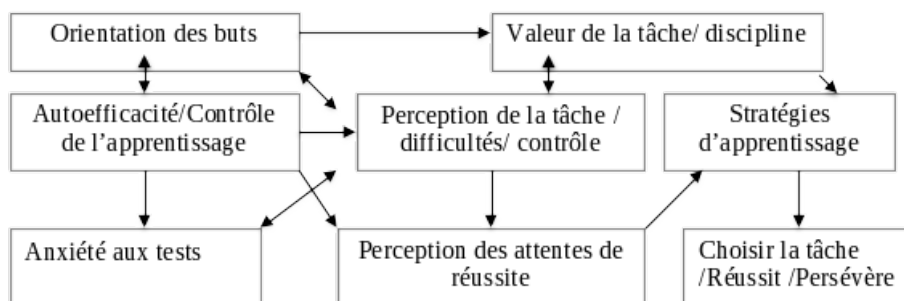 Orientation des buts
Valeur de la tâche/ discipline
Autoefficacité/Contrôle
de l’apprentissage
Perception de la tâche /
difficultés/ contrôle
Stratégies
d’apprentissage
Anxiété aux tests
Perception des attentes de
réussite
Choisir la tâche
/Réussit /Persévère